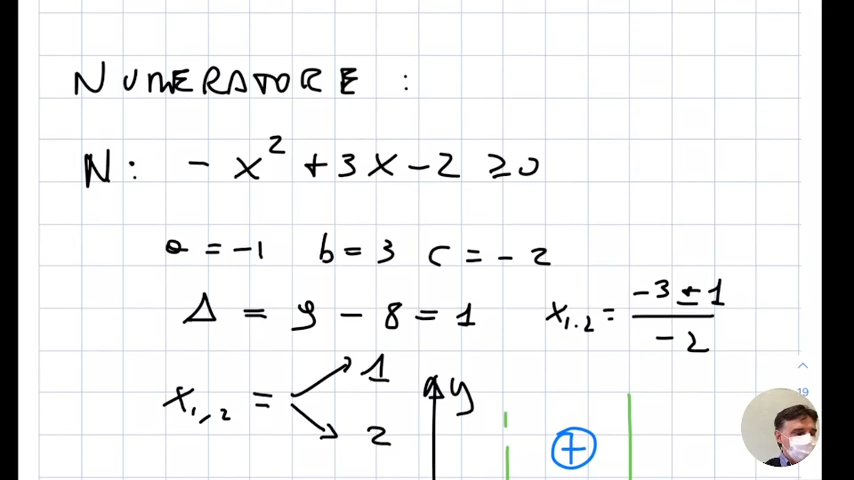 NUMERATORE :
N: - x² + 3x - 2 ≥ 0
a = -1 b = 3 c = - 2
Δ = 9 - 8 = 1
x₁.₂ = (-3 ± 1) / -2
x₁,₂ = 1
2
y
+
19